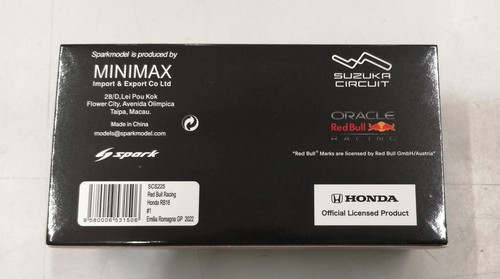 Sparkmodel is produced by
MINIMAX
Import & Export Co Ltd
28/D,Lei Pou Kok
Flower City, Avenida Olimpica
Taipa, Macau.
Made in China
models@sparkmodel.com
spark
SCS225
Red Bull Racing
Honda RB18
#1
Emilia Romagna GP 2022
9580006531506
SUZUKA
CIRCUIT
ORACLE
Red Bull
RACING
"Red Bull® Marks are licensed by Red Bull GmbH/Austria"
HONDA
Official Licensed Product